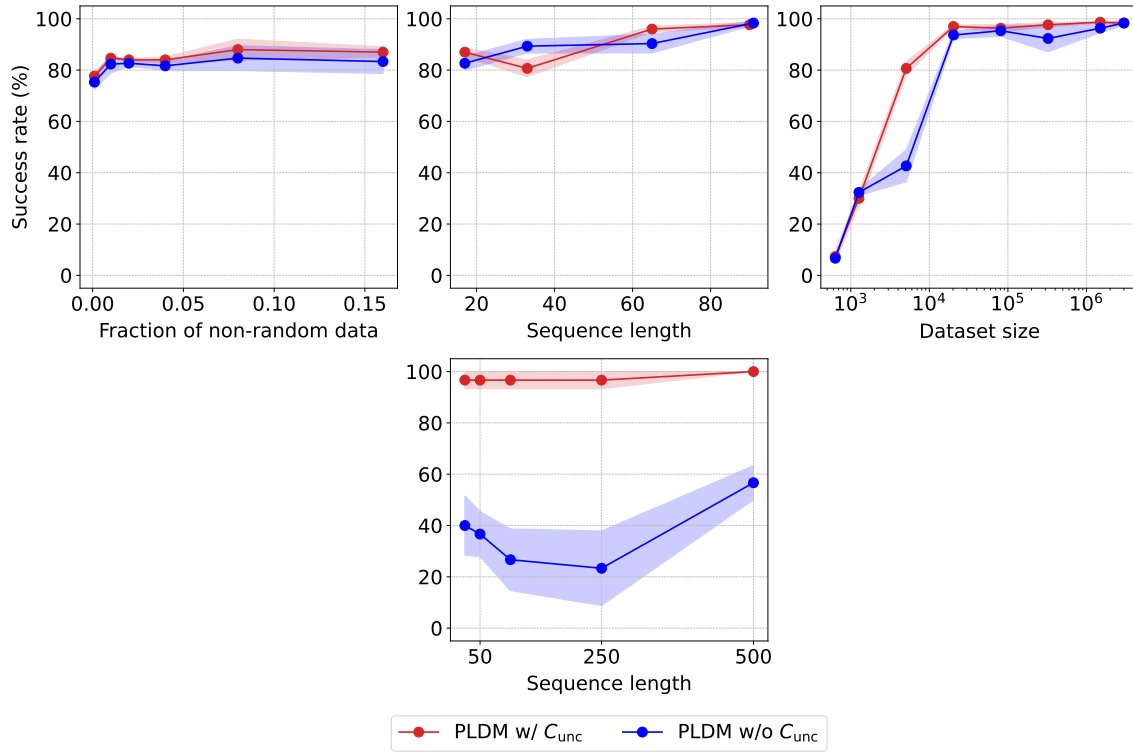 Success rate (%)
100
80
60
40
20
0
0.00 0.05 0.10 0.15
Fraction of non-random data
100
80
60
40
20
0
20 40 60 80
Sequence length
100
80
60
40
20
0
10³ 10⁴ 10⁵ 10⁶
Dataset size
100
80
60
40
20
0
50 250 500
Sequence length
PLDM w/ C_unc PLDM w/o C_unc